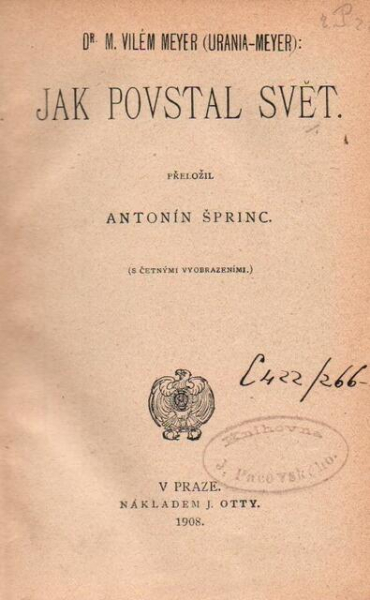 Dr. M. VILÉM MEYER (URANIA-MEYER):
JAK POVSTAL SVĚT.
PŘELOŽIL
ANTONÍN ŠPRINC.
(S ČETNÝMI VYOBRAZENÍMI.)
C422/266-
Knihovna
J. Pacovského.
V PRAZE.
NÁKLADEM J. OTTY.
1908.